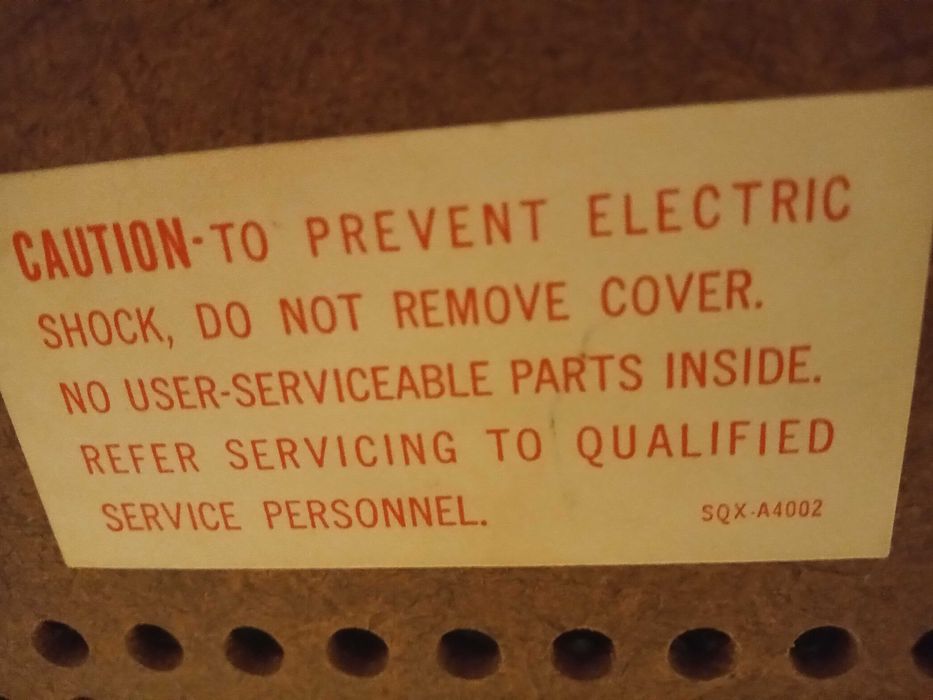 CAUTION-TO PREVENT ELECTRIC
SHOCK, DO NOT REMOVE COVER.
NO USER-SERVICEABLE PARTS INSIDE.
REFER SERVICING TO QUALIFIED
SERVICE PERSONNEL.
SQX-A4002